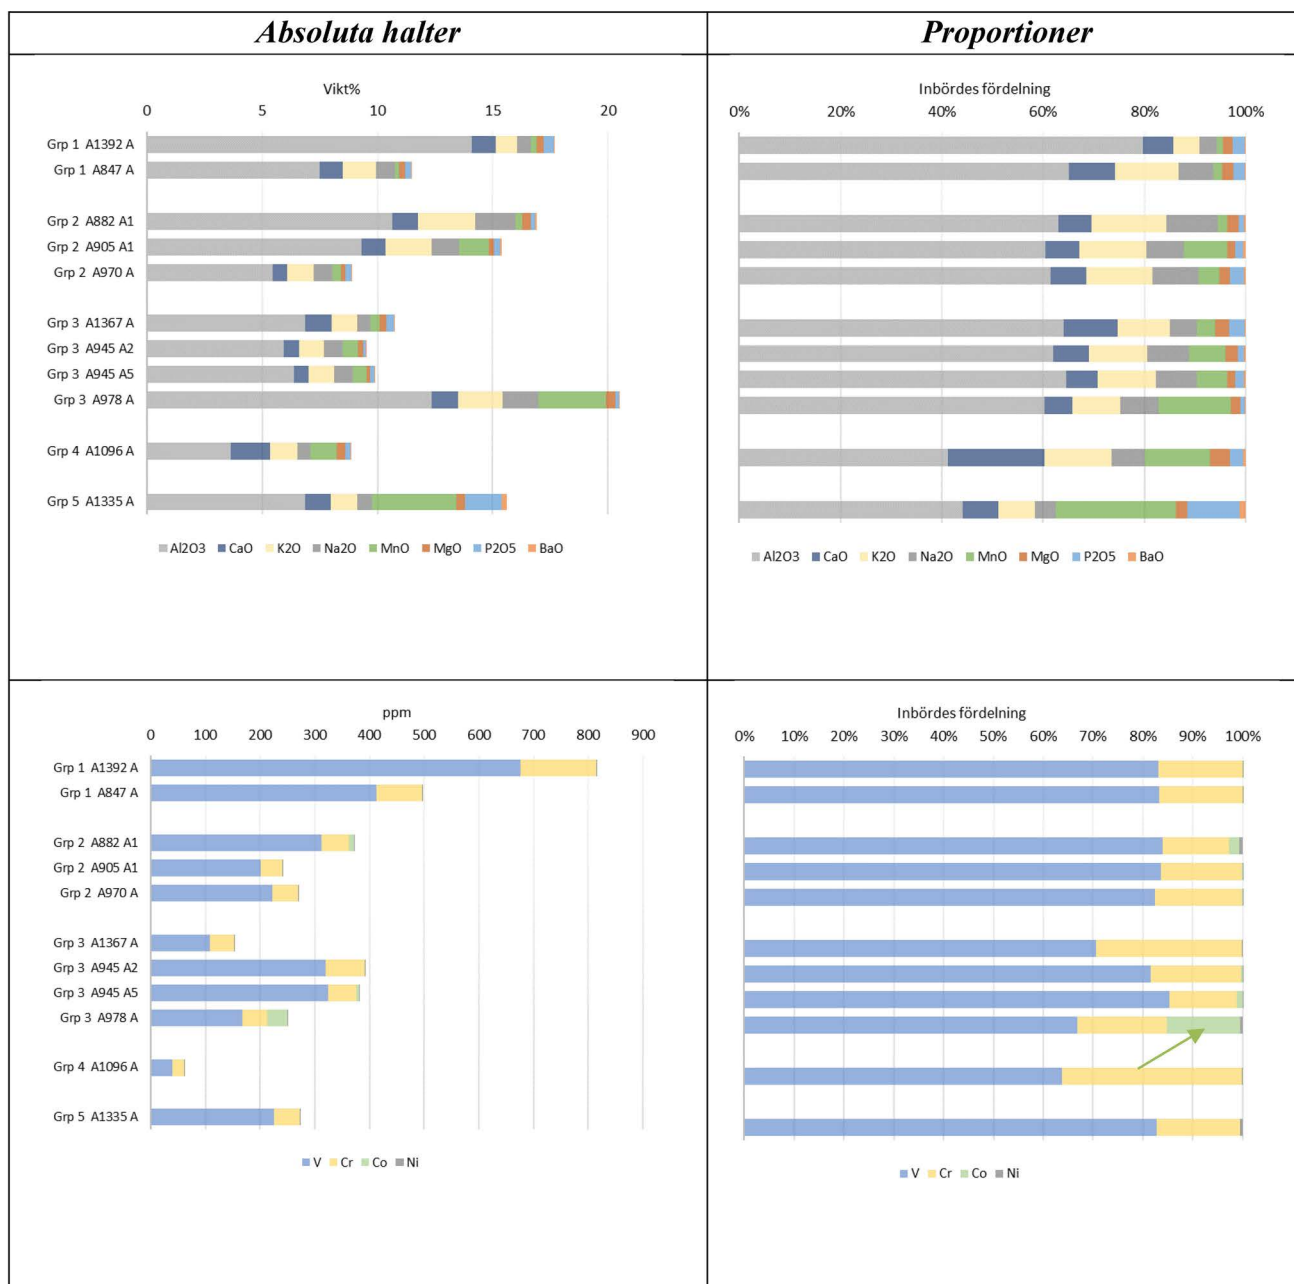 Absoluta halter
Proportioner
Vikt%
0 5 10 15 20
Grp 1 A1392 A
Grp 1 A847 A
Grp 2 A882 A1
Grp 2 A905 A1
Grp 2 A970 A
Grp 3 A1367 A
Grp 3 A945 A2
Grp 3 A945 A5
Grp 3 A978 A
Grp 4 A1096 A
Grp 5 A1335 A
Al2O3 CaO K2O Na2O MnO MgO P2O5 BaO
Inbördes fördelning
0% 20% 40% 60% 80% 100%
Al2O3 CaO K2O Na2O MnO MgO P2O5 BaO
ppm
0 100 200 300 400 500 600 700 800 900
Grp 1 A1392 A
Grp 1 A847 A
Grp 2 A882 A1
Grp 2 A905 A1
Grp 2 A970 A
Grp 3 A1367 A
Grp 3 A945 A2
Grp 3 A945 A5
Grp 3 A978 A
Grp 4 A1096 A
Grp 5 A1335 A
V Cr Co Ni
Inbördes fördelning
0% 10% 20% 30% 40% 50% 60% 70% 80% 90% 100%
V Cr Co Ni